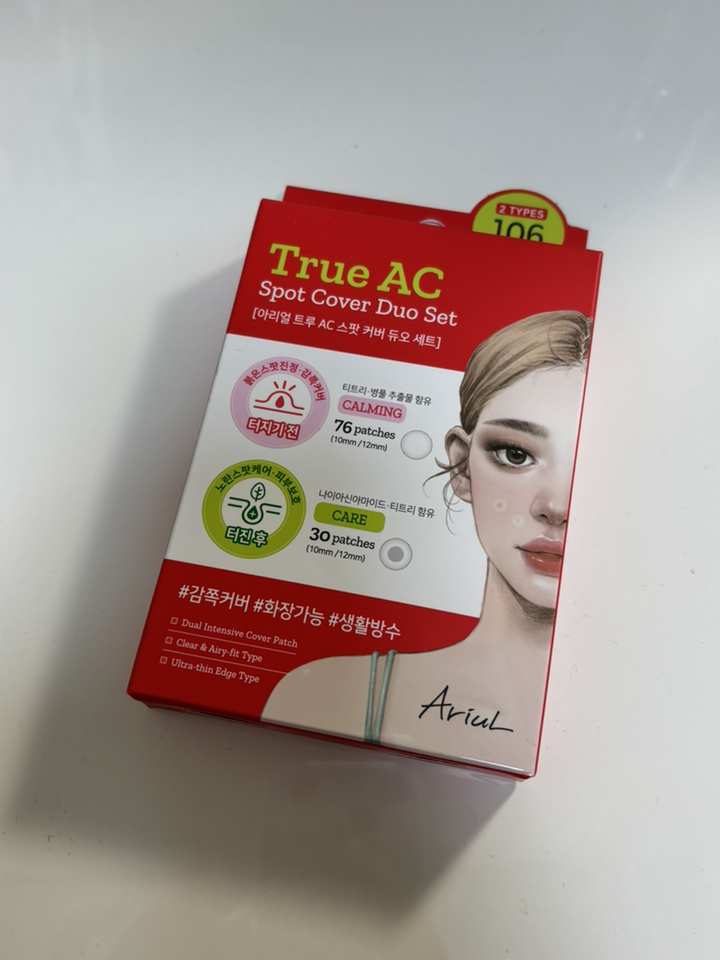 2 TYPES
106
True AC
Spot Cover Duo Set
[아리얼 트루 AC 스팟 커버 듀오 세트]
붉은스팟진정·감쪽커버
터지기 전
티트리·병풀 추출물 함유
CALMING
76 patches
(10mm /12mm)
노란스팟케어·피부보호
터진 후
나이아신아마이드·티트리 함유
CARE
30 patches
(10mm /12mm)
#감쪽커버 #화장가능 #생활방수
Dual Intensive Cover Patch
Clear & Airy-fit Type
Ultra-thin Edge Type
Ariul